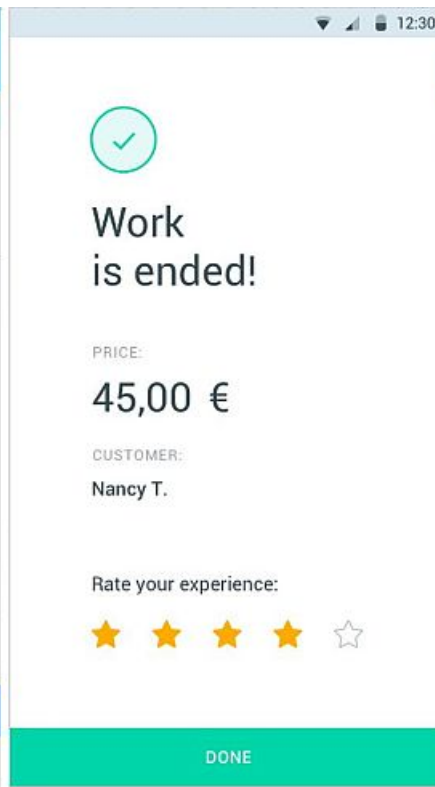 12:30
Work
is ended!
PRICE:
45,00 €
CUSTOMER:
Nancy T.
Rate your experience:
DONE